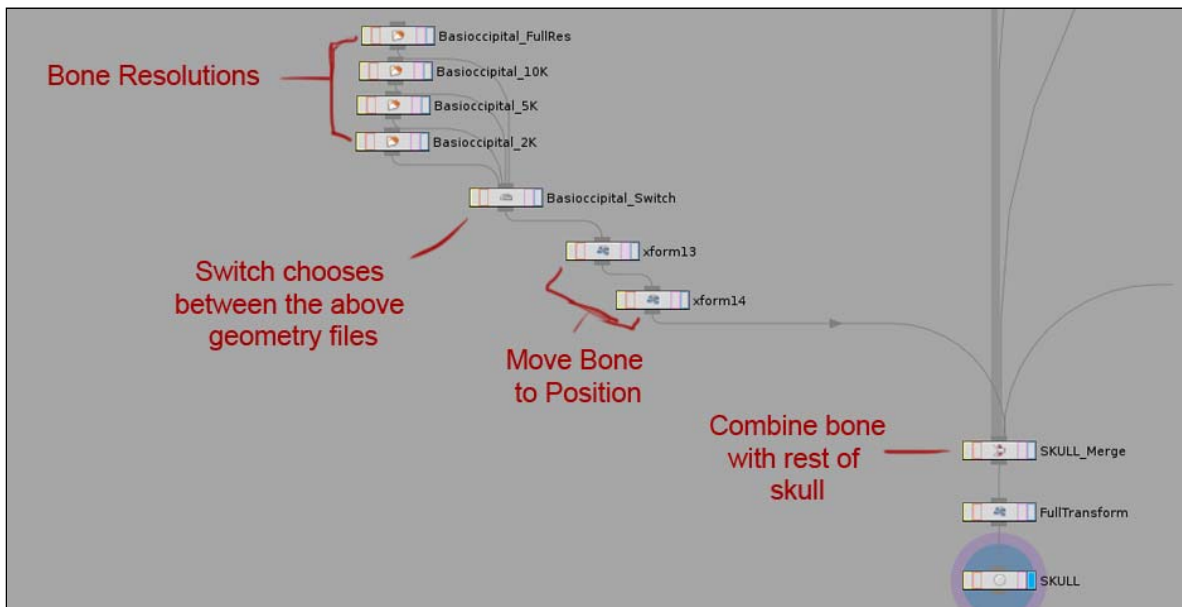 Basioccipital_FullRes
Bone Resolutions
Basioccipital_10K
Basioccipital_5K
Basioccipital_2K
Basioccipital_Switch
Switch chooses
between the above
geometry files
xform13
xform14
Move Bone
to Position
Combine bone
with rest of
skull
SKULL_Merge
FullTransform
SKULL